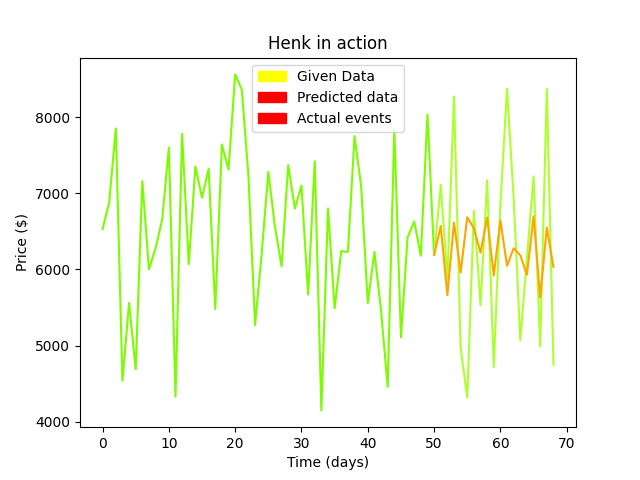 Henk in action
Given Data
Predicted data
Actual events
8000
7000
6000
5000
4000
Price ($)
0 10 20 30 40 50 60 70
Time (days)